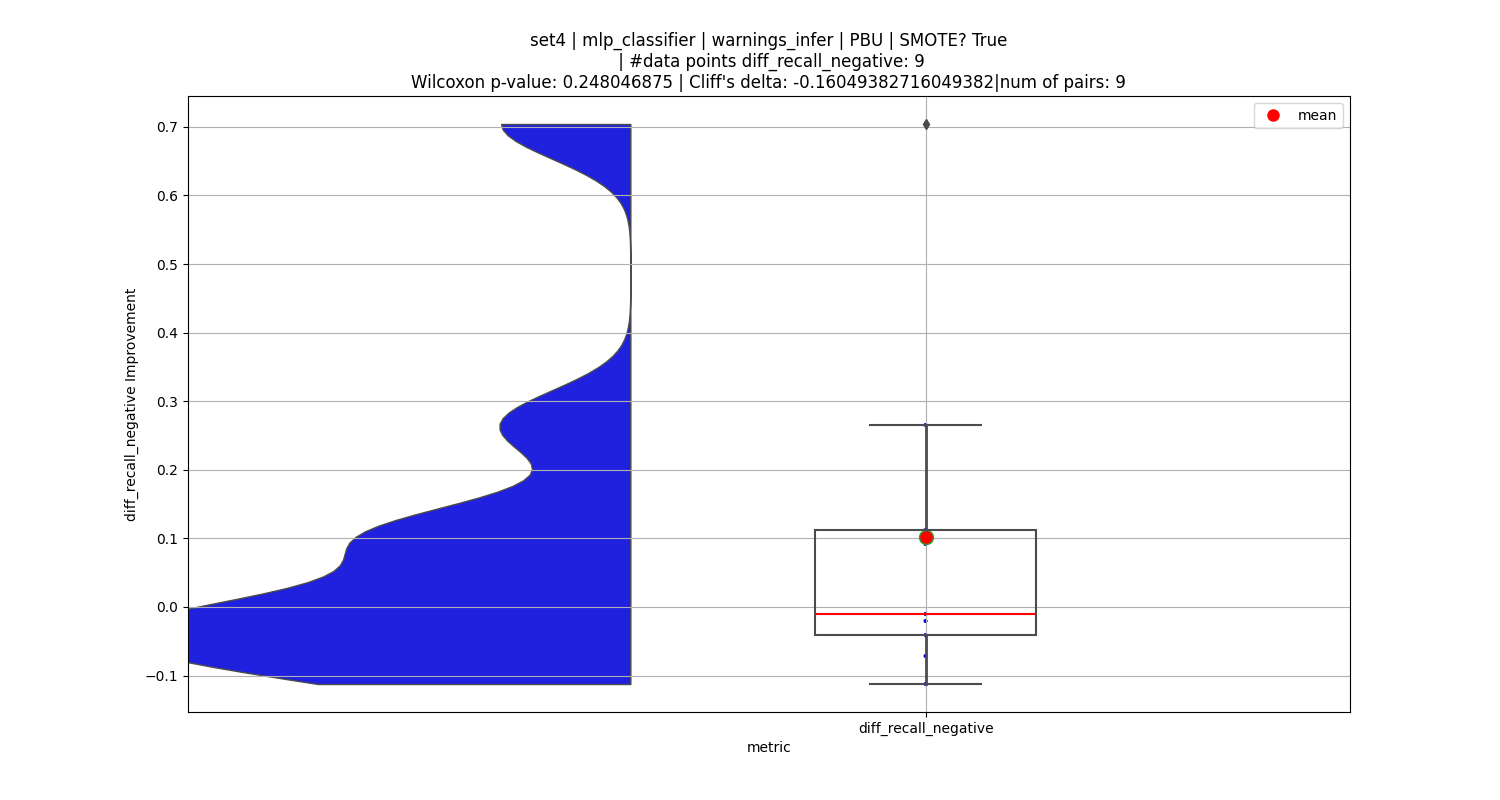 set4 | mlp_classifier | warnings_infer | PBU | SMOTE? True
| #data points diff_recall_negative: 9
Wilcoxon p-value: 0.248046875 | Cliff's delta: -0.16049382716049382|num of pairs: 9
mean
0.7
0.6
0.5
0.4
0.3
0.2
0.1
0.0
−0.1
diff_recall_negative Improvement
diff_recall_negative
metric